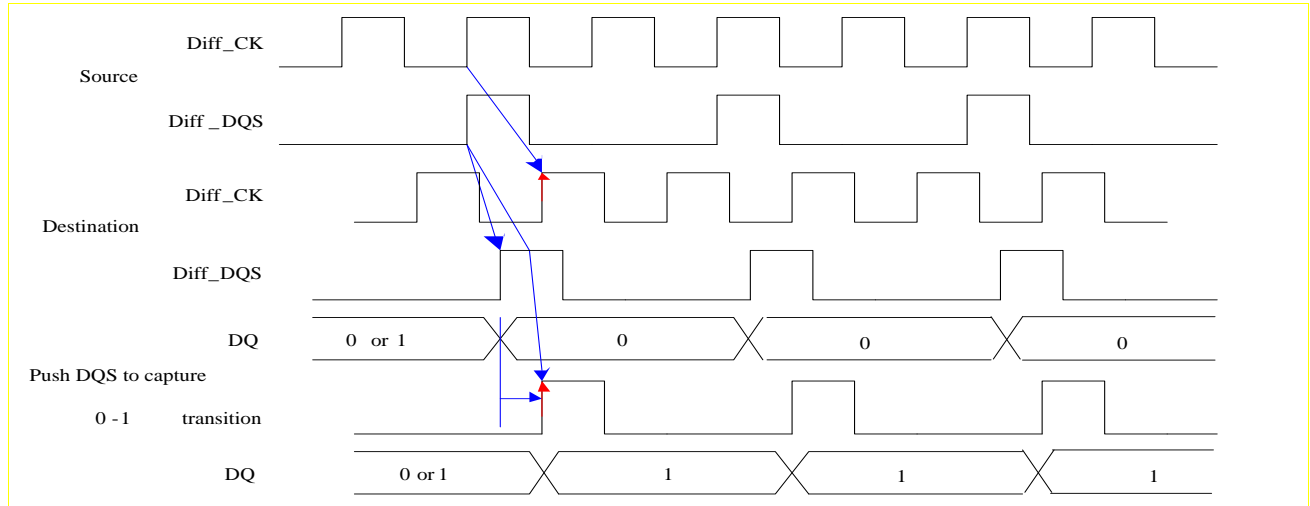 Diff_CK
Source
Diff _ DQS
Diff_CK
Destination
Diff_DQS
DQ 0 or 1 0 0 0
Push DQS to capture
0 - 1 transition
DQ 0 or 1 1 1 1